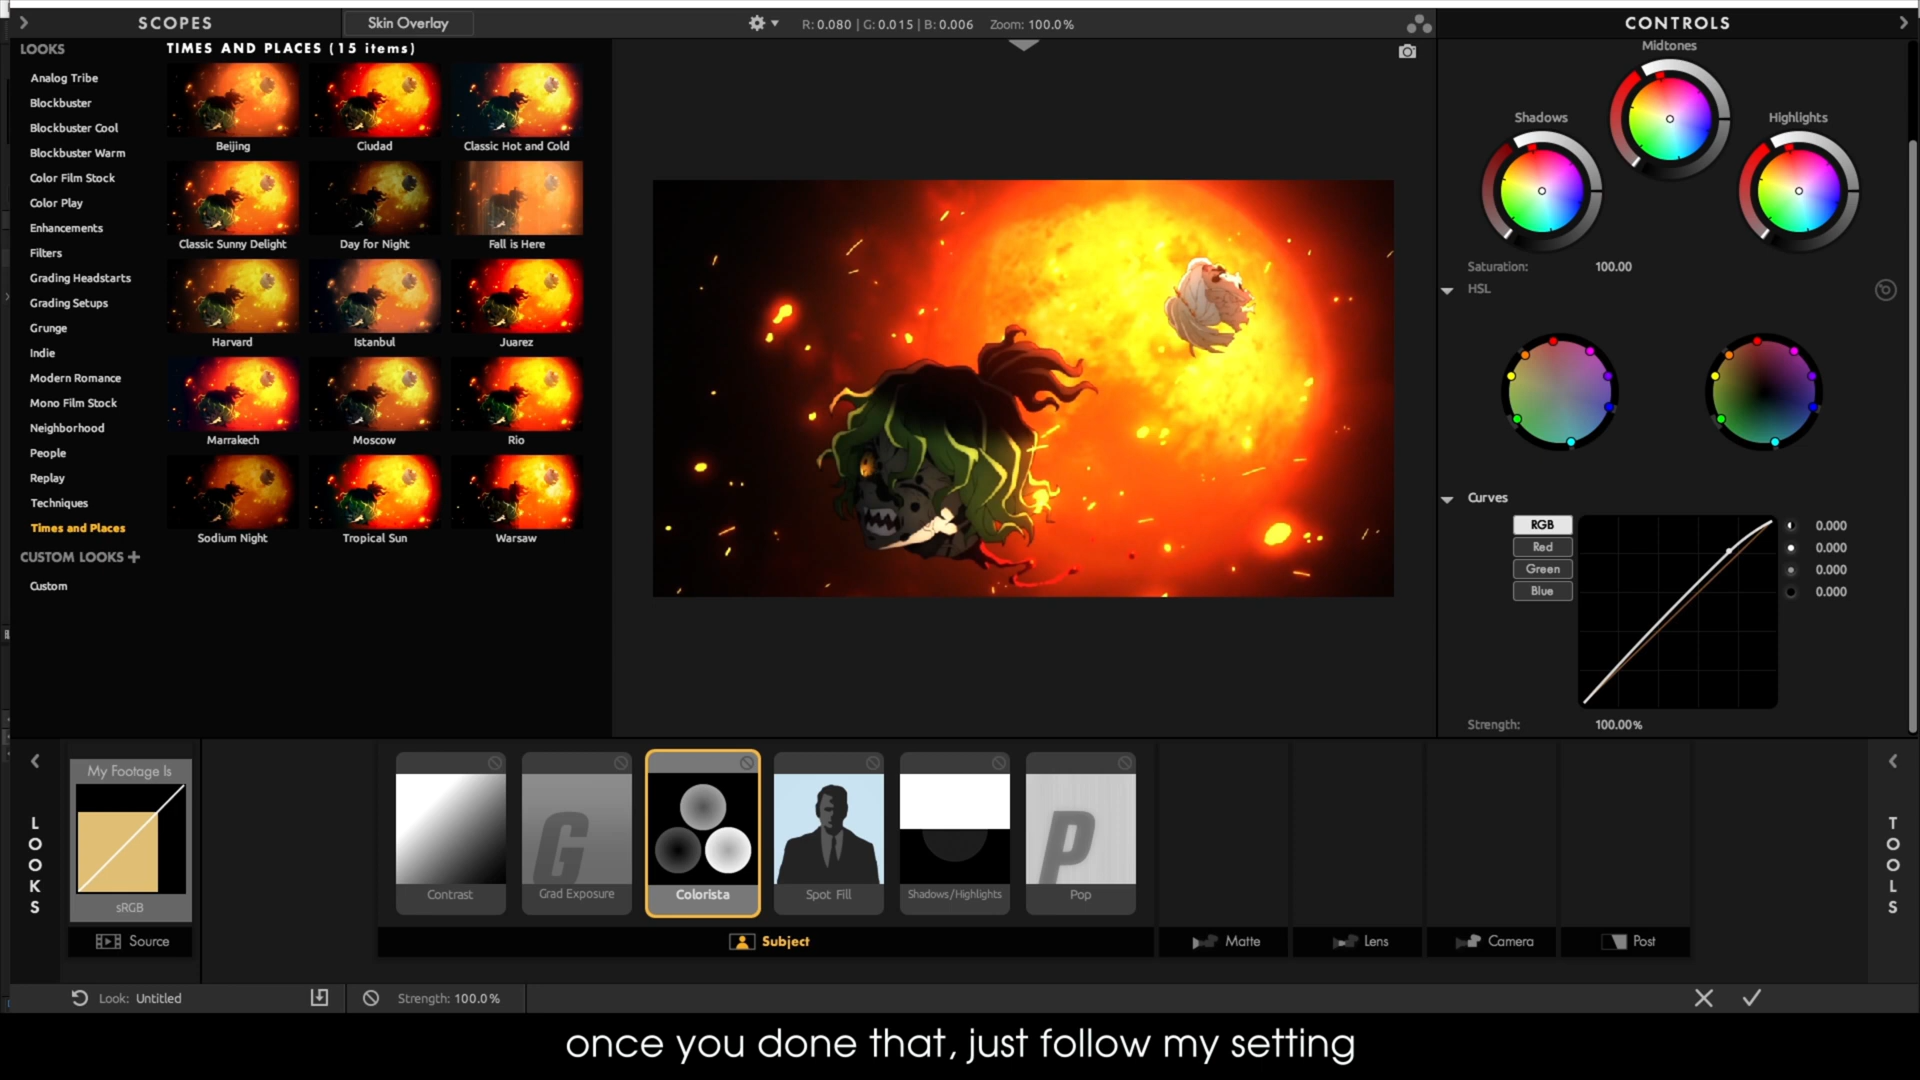 SCOPES
Skin Overlay
R: 0.080 | G: 0.015 | B: 0.006 Zoom: 100.0%
CONTROLS
LOOKS
Analog Tribe
Blockbuster
Blockbuster Cool
Blockbuster Warm
Color Film Stock
Color Play
Enhancements
Filters
Grading Headstarts
Grading Setups
Grunge
Indie
Modern Romance
Mono Film Stock
Neighborhood
People
Replay
Techniques
Times and Places
CUSTOM LOOKS +
Custom
TIMES AND PLACES (15 items)
Beijing
Ciudad
Classic Hot and Cold
Classic Sunny Delight
Day for Night
Fall is Here
Harvard
Istanbul
Juarez
Marrakech
Moscow
Rio
Sodium Night
Tropical Sun
Warsaw
Midtones
Shadows
Highlights
Saturation: 100.00
HSL
Curves
RGB
Red
Green
Blue
0.000
0.000
0.000
0.000
Strength: 100.00%
LOOKS
My Footage Is
sRGB
Source
Contrast
G
Grad Exposure
Colorista
Spot Fill
Shadows/Highlights
P
Pop
Subject
Matte
Lens
Camera
Post
TOOLS
Look: Untitled
Strength: 100.0%
once you done that, just follow my setting